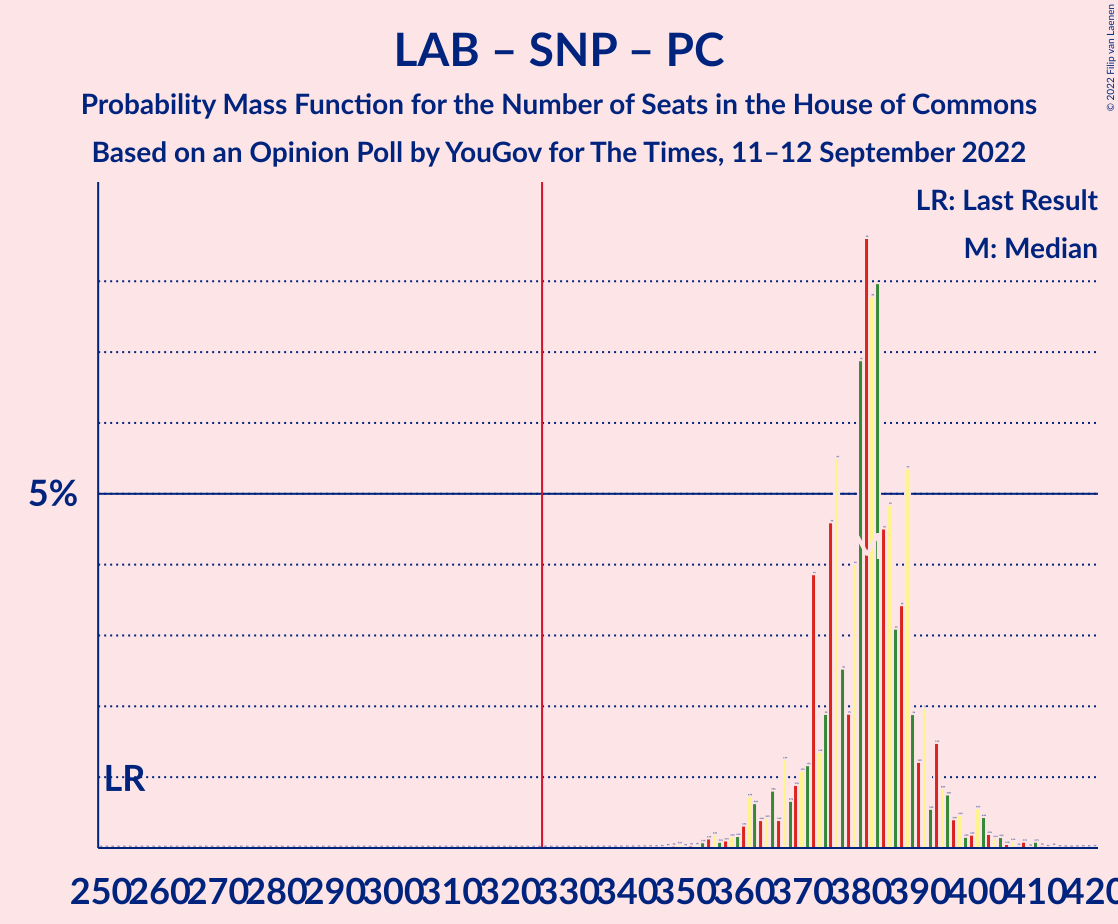 LAB – SNP – PC
Probability Mass Function for the Number of Seats in the House of Commons
Based on an Opinion Poll by YouGov for The Times, 11–12 September 2022
© 2022 Filip van Laenen
LR: Last Result
M: Median
5%
LR
M
250 260 270 280 290 300 310 320 330 340 350 360 370 380 390 400 410 420